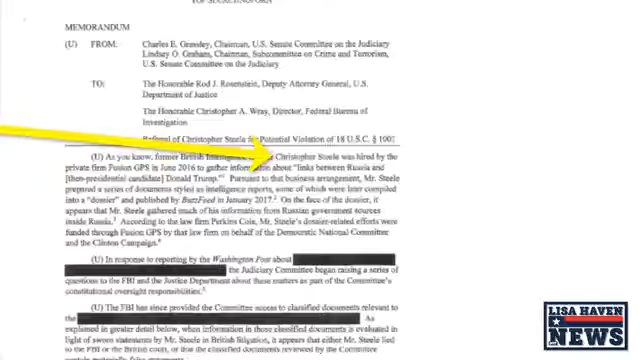 TOP SECRET//NOFORN
MEMORANDUM
(U) FROM: Charles E. Grassley, Chairman, U.S. Senate Committee on the Judiciary
Lindsey O. Graham, Chairman, Subcommittee on Crime and Terrorism,
U.S. Senate Committee on the Judiciary
TO: The Honorable Rod J. Rosenstein, Deputy Attorney General, U.S.
Department of Justice
The Honorable Christopher A. Wray, Director, Federal Bureau of
Investigation
Referral of Christopher Steele for Potential Violation of 18 U.S.C. § 1001
(U) As you know, former British Intelligence Christopher Steele was hired by the
private firm Fusion GPS in June 2016 to gather information about "links between Russia and
[then-presidential candidate] Donald Trump."1 Pursuant to that business arrangement, Mr. Steele
prepared a series of documents styled as intelligence reports, some of which were later compiled
into a "dossier" and published by BuzzFeed in January 2017.2 On the face of the dossier, it
appears that Mr. Steele gathered much of his information from Russian government sources
inside Russia.3 According to the law firm Perkins Coie, Mr. Steele's dossier-related efforts were
funded through Fusion GPS by that law firm on behalf of the Democratic National Committee
and the Clinton Campaign.4
(U) In response to reporting by the Washington Post about
the Judiciary Committee began raising a series of
questions to the FBI and the Justice Department about these matters as part of the Committee's
constitutional oversight responsibilities.5
(U) The FBI has since provided the Committee access to classified documents relevant to
the As
explained in greater detail below, when information in those classified documents is evaluated in
light of sworn statements by Mr. Steele in British litigation, it appears that either Mr. Steele lied
to the FBI or the British court, or that the classified documents reviewed by the Committee
LISA HAVEN
NEWS